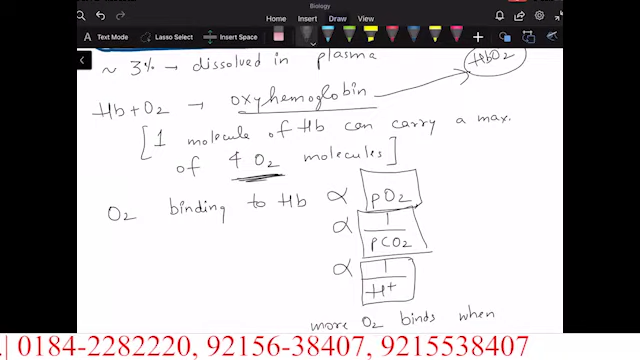 Biology
Home
Insert
Draw
View
Text Mode
Lasso Select
Insert Space
~ 3% → dissolved in plasma
HbO2
Hb + O2 → oxyhemoglobin
[1 molecule of Hb can carry a max.
of 4 O2 molecules]
O2 binding to Hb ∝ pO2
∝ 1/pCO2
∝ 1/H+
more O2 binds when
0184-2282220, 92156-38407, 9215538407